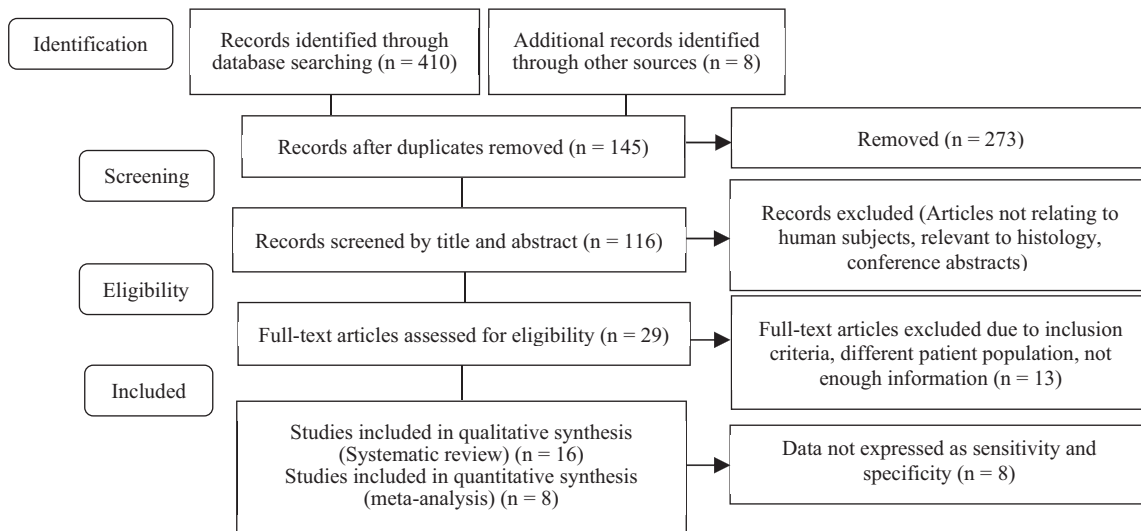 Identification
Records identified through
database searching (n = 410)
Additional records identified
through other sources (n = 8)
Records after duplicates removed (n = 145)
Removed (n = 273)
Screening
Records screened by title and abstract (n = 116)
Records excluded (Articles not relating to
human subjects, relevant to histology,
conference abstracts)
Eligibility
Full-text articles assessed for eligibility (n = 29)
Full-text articles excluded due to inclusion
criteria, different patient population, not
enough information (n = 13)
Included
Studies included in qualitative synthesis
(Systematic review) (n = 16)
Studies included in quantitative synthesis
(meta-analysis) (n = 8)
Data not expressed as sensitivity and
specificity (n = 8)